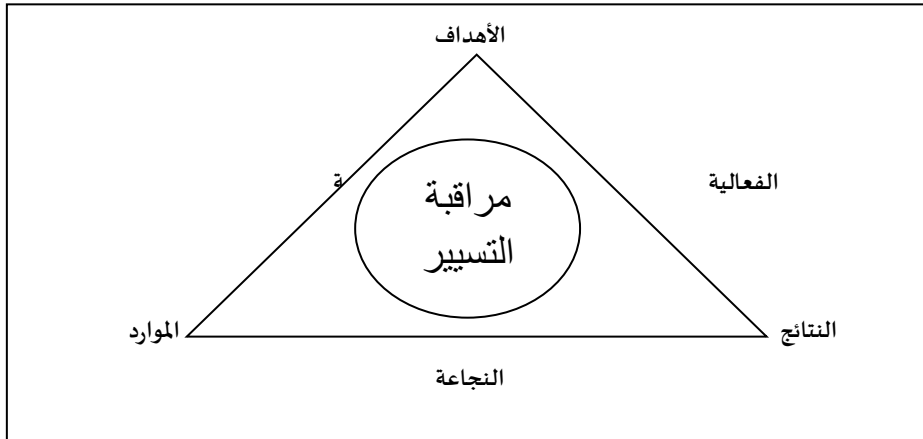 الأهداف
الفعالية
ة
مراقبة
التسيير
النتائج
الموارد
النجاعة